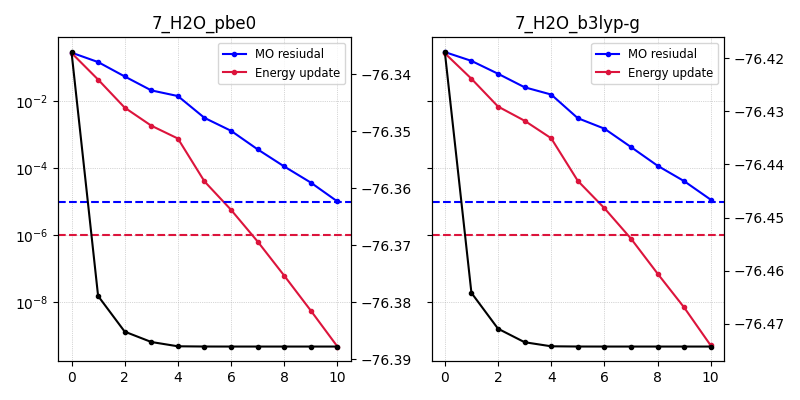 7_H2O_pbe0
7_H2O_b3lyp-g
MO resiudal
Energy update
MO resiudal
Energy update
10⁻²
10⁻⁴
10⁻⁶
10⁻⁸
−76.34
−76.35
−76.36
−76.37
−76.38
−76.39
−76.42
−76.43
−76.44
−76.45
−76.46
−76.47
0 2 4 6 8 10
0 2 4 6 8 10